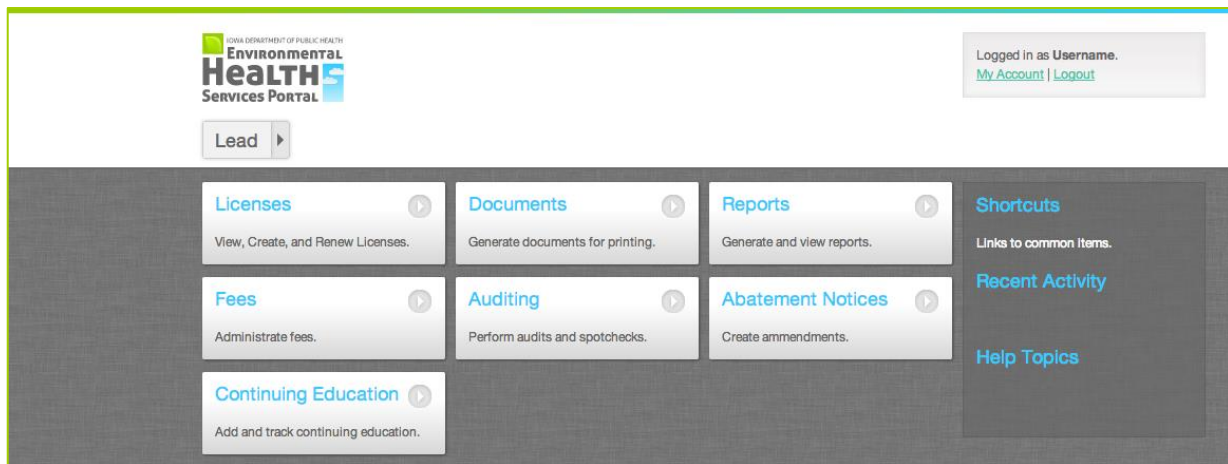 IOWA DEPARTMENT OF PUBLIC HEALTH
Environmental
Health
Services Portal
Logged in as Username.
My Account | Logout
Lead
Licenses
View, Create, and Renew Licenses.
Documents
Generate documents for printing.
Reports
Generate and view reports.
Shortcuts
Links to common items.
Recent Activity
Help Topics
Fees
Administrate fees.
Auditing
Perform audits and spotchecks.
Abatement Notices
Create ammendments.
Continuing Education
Add and track continuing education.